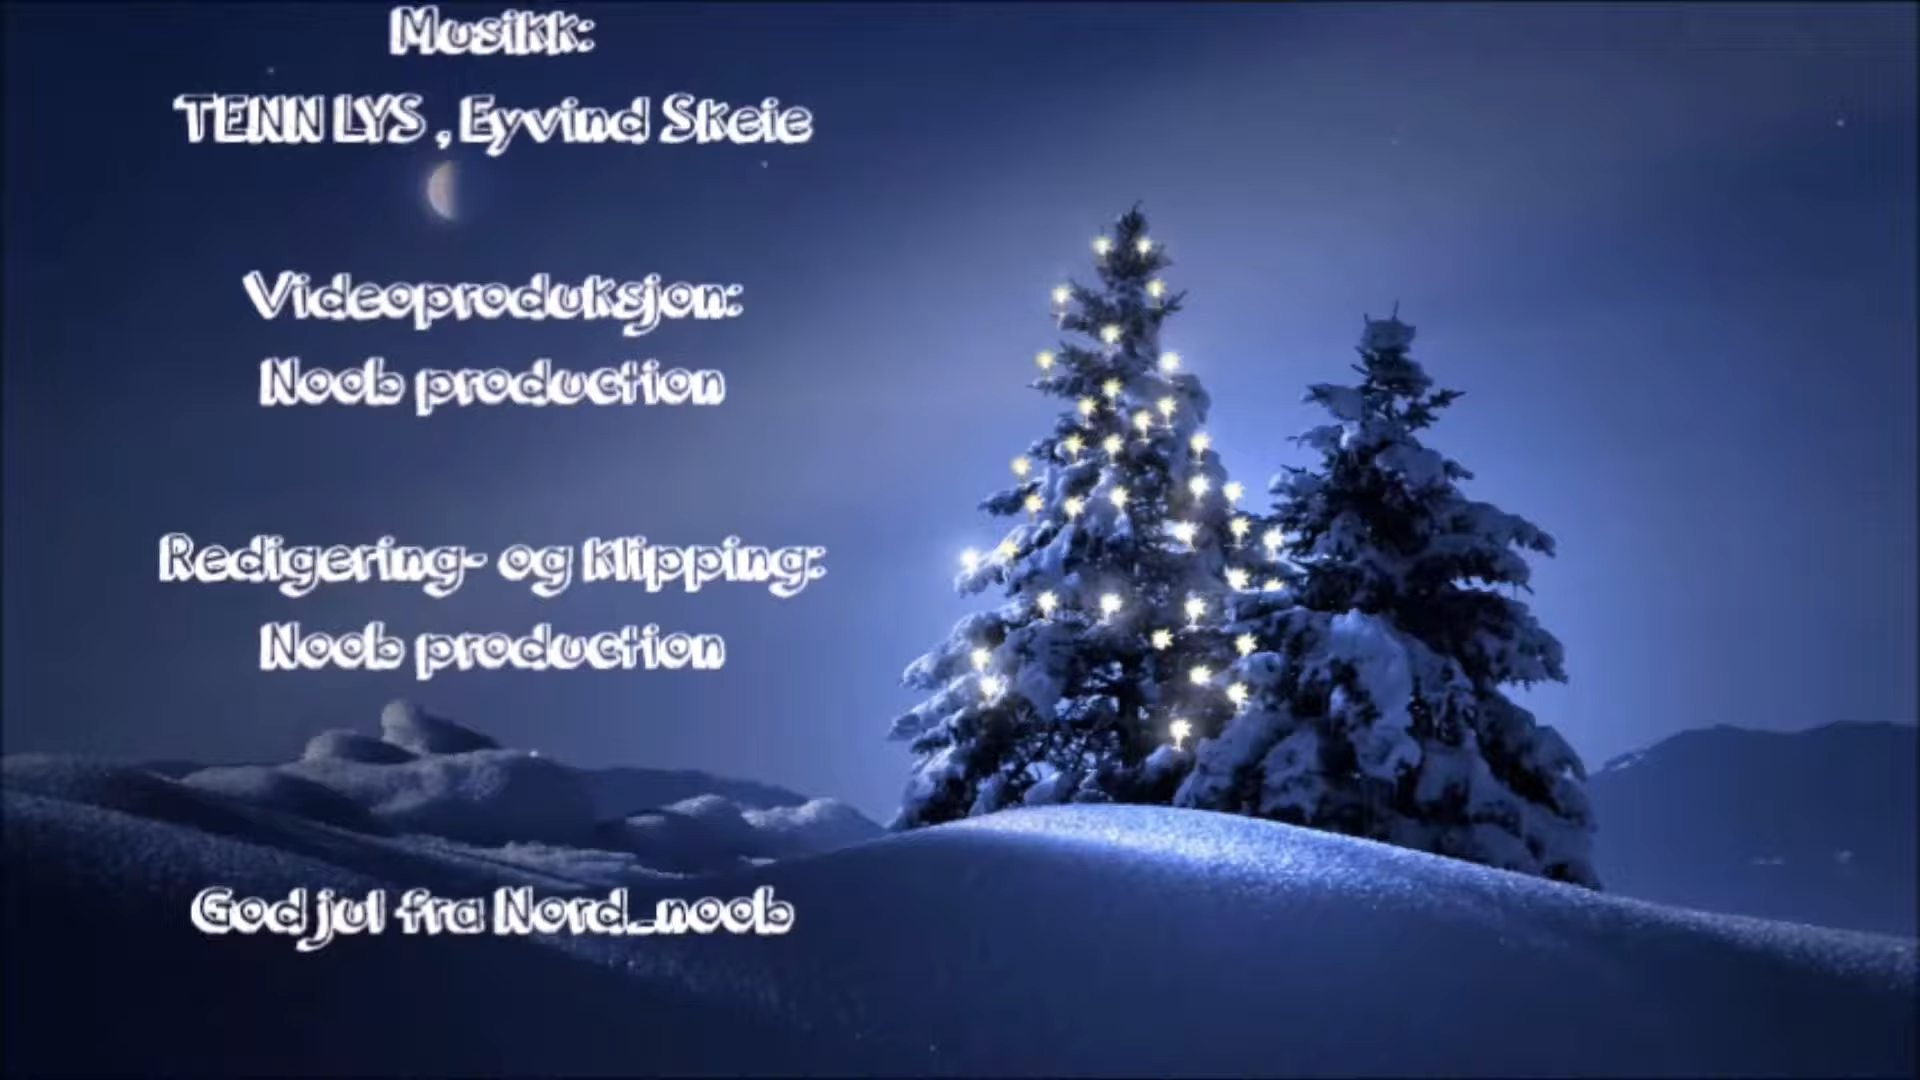 Musikk:
TENN LYS , Eyvind Skeie
Videoproduksjon:
Noob production
Redigering- og klipping:
Noob production
God jul fra Nord_noob